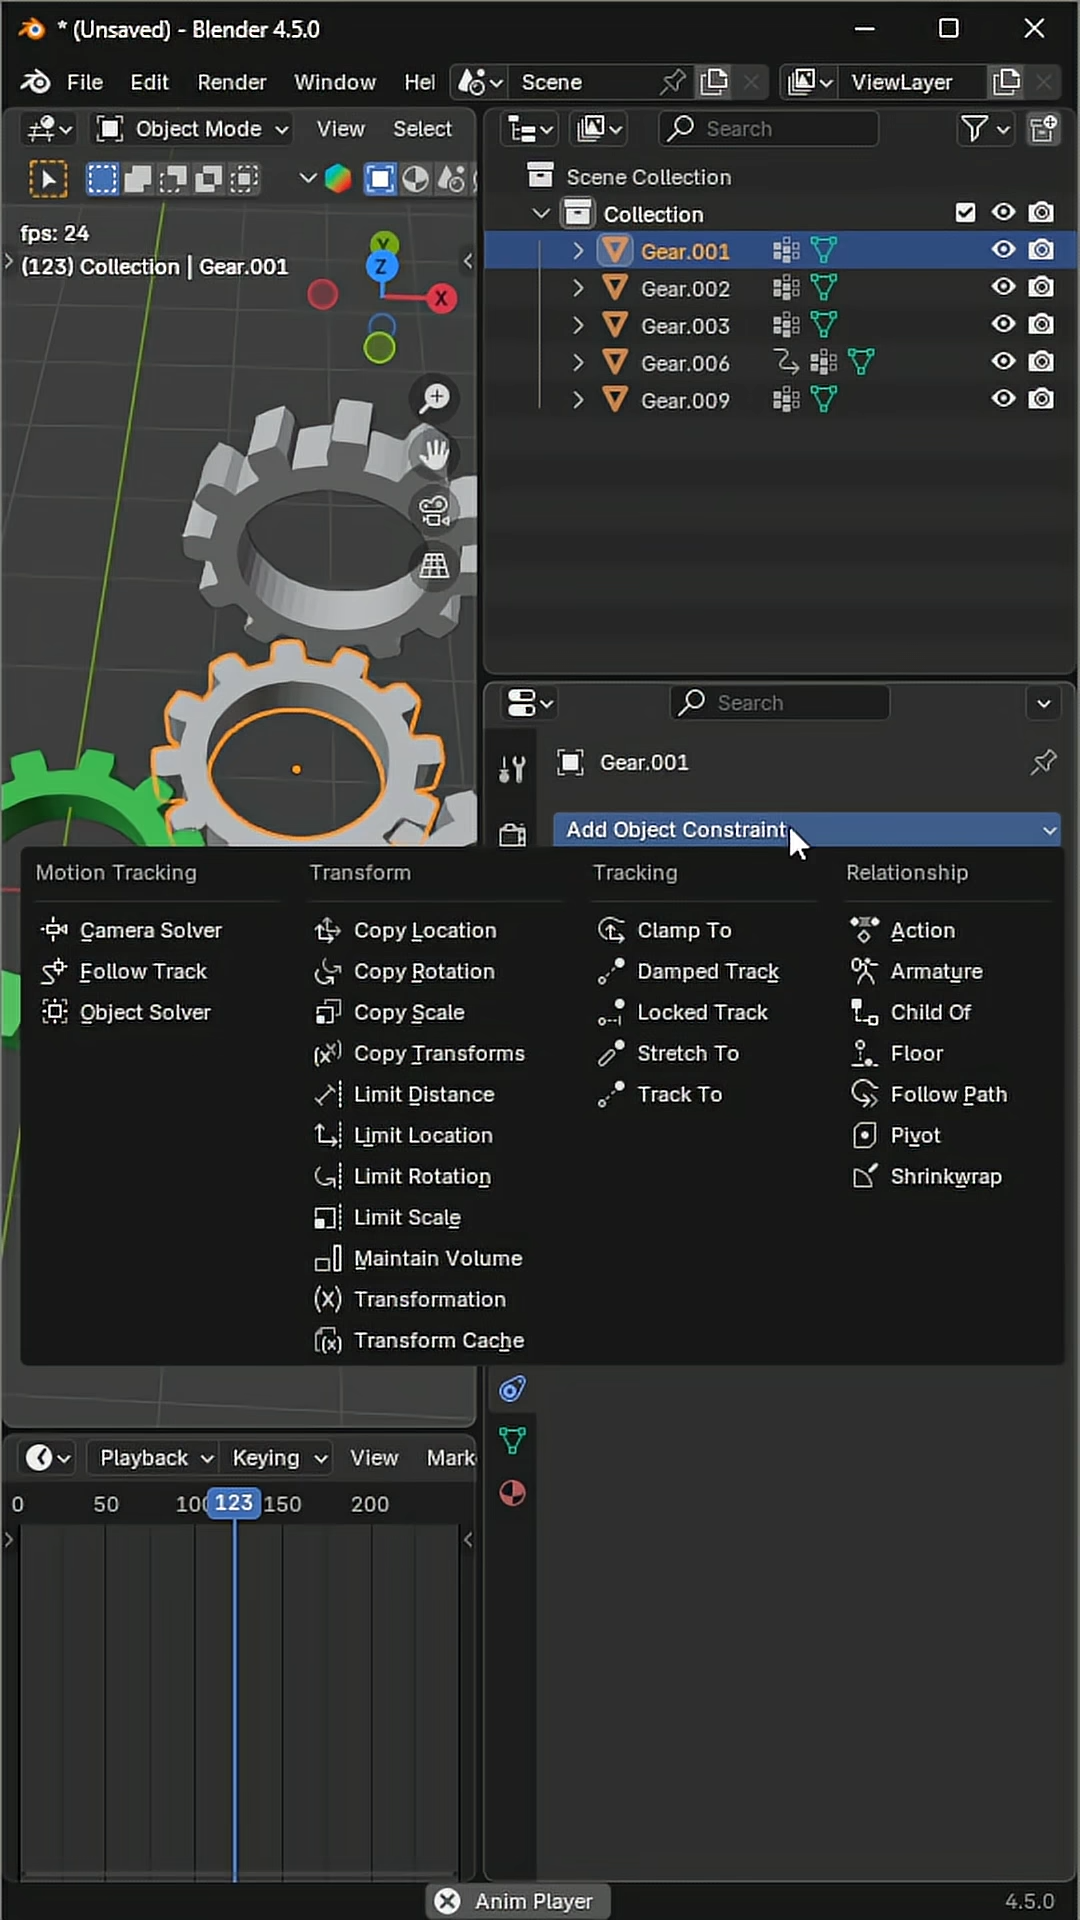 * (Unsaved) - Blender 4.5.0
File Edit Render Window Hel Scene ViewLayer
Object Mode View Select Search
Scene Collection
Collection
fps: 24
(123) Collection | Gear.001
Y
Z
X
Gear.001
Gear.002
Gear.003
Gear.006
Gear.009
Search
Gear.001
Add Object Constraint
Motion Tracking
Camera Solver
Follow Track
Object Solver
Transform
Copy Location
Copy Rotation
Copy Scale
Copy Transforms
Limit Distance
Limit Location
Limit Rotation
Limit Scale
Maintain Volume
Transformation
Transform Cache
Tracking
Clamp To
Damped Track
Locked Track
Stretch To
Track To
Relationship
Action
Armature
Child Of
Floor
Follow Path
Pivot
Shrinkwrap
Playback Keying View Mark
0 50 100 123 150 200
Anim Player
4.5.0